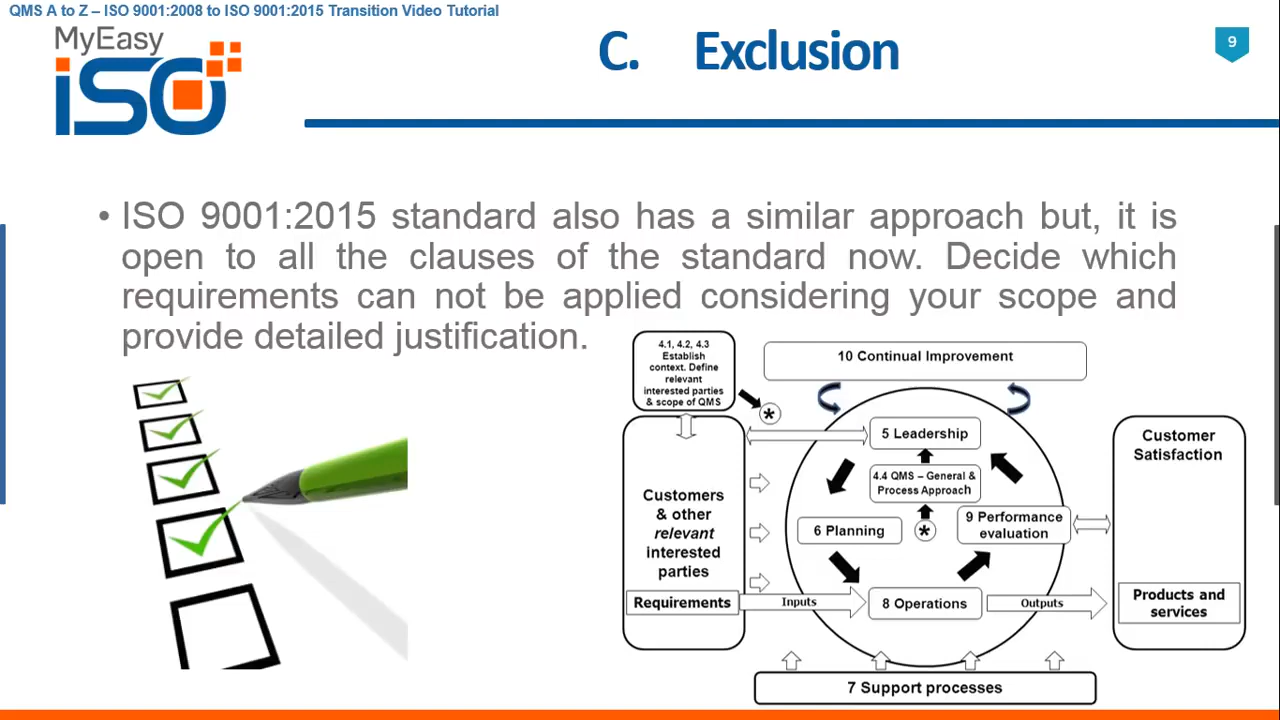 QMS A to Z – ISO 9001:2008 to ISO 9001:2015 Transition Video Tutorial
MyEasy
iso
C. Exclusion
9
• ISO 9001:2015 standard also has a similar approach but, it is
open to all the clauses of the standard now. Decide which
requirements can not be applied considering your scope and
provide detailed justification.
4.1, 4.2, 4.3
Establish
context. Define
relevant
interested parties
& scope of QMS
10 Continual Improvement
*
5 Leadership
4.4 QMS – General &
Process Approach
6 Planning
*
9 Performance
evaluation
8 Operations
Customers
& other
relevant
interested
parties
Requirements
Inputs
Outputs
Customer
Satisfaction
Products and
services
7 Support processes